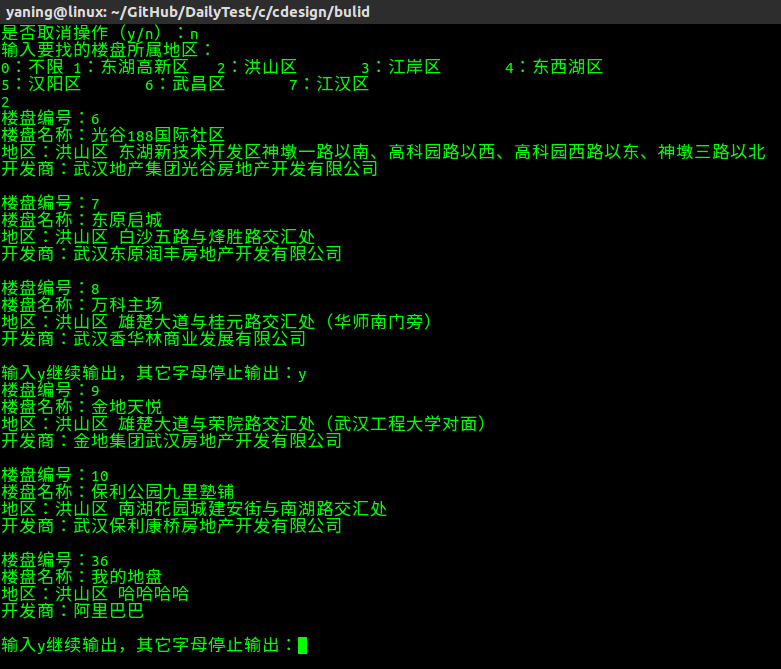 yaning@linux: ~/GitHub/DailyTest/c/cdesign/bulid
是否取消操作（y/n）：n
输入要找的楼盘所属地区：
0：不限 1：东湖高新区 2：洪山区 3：江岸区 4：东西湖区
5：汉阳区 6：武昌区 7：江汉区
2
楼盘编号：6
楼盘名称：光谷188国际社区
地区：洪山区 东湖新技术开发区神墩一路以南、高科园路以西、高科园西路以东、神墩三路以北
开发商：武汉地产集团光谷房地产开发有限公司
楼盘编号：7
楼盘名称：东原启城
地区：洪山区 白沙五路与烽胜路交汇处
开发商：武汉东原润丰房地产开发有限公司
楼盘编号：8
楼盘名称：万科主场
地区：洪山区 雄楚大道与桂元路交汇处（华师南门旁）
开发商：武汉香华林商业发展有限公司
输入y继续输出，其它字母停止输出：y
楼盘编号：9
楼盘名称：金地天悦
地区：洪山区 雄楚大道与荣院路交汇处（武汉工程大学对面）
开发商：金地集团武汉房地产开发有限公司
楼盘编号：10
楼盘名称：保利公园九里塾铺
地区：洪山区 南湖花园城建安街与南湖路交汇处
开发商：武汉保利康桥房地产开发有限公司
楼盘编号：36
楼盘名称：我的地盘
地区：洪山区 哈哈哈哈
开发商：阿里巴巴
输入y继续输出，其它字母停止输出：